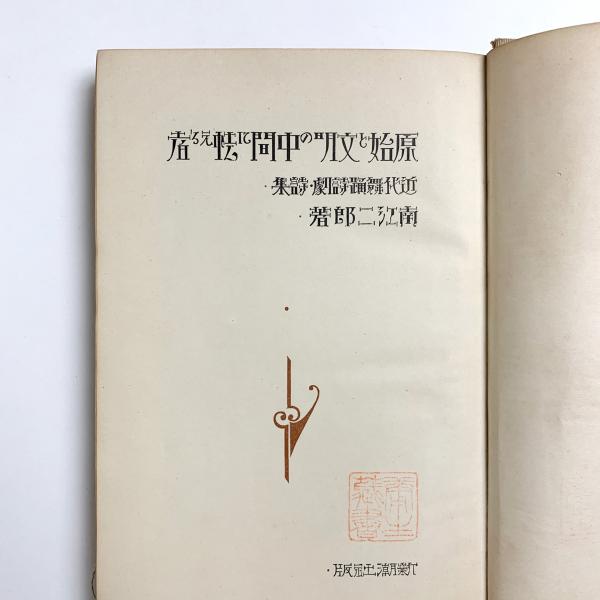 原始と文明の中間に怯える者
近代舞踊詩劇・詩集・
南江二郎著・